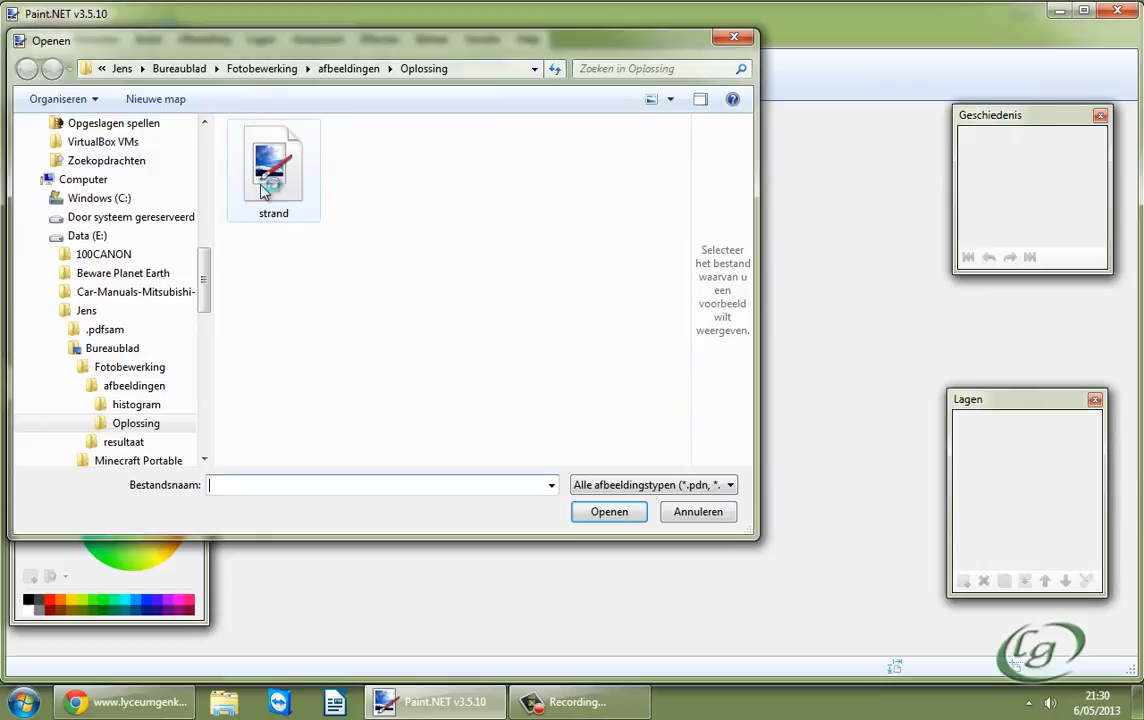 Paint.NET v3.5.10
Openen
« Jens Bureaublad Fotobewerking afbeeldingen Oplossing
Zoeken in Oplossing
Organiseren
Nieuwe map
Opgeslagen spellen
VirtualBox VMs
Zoekopdrachten
Computer
Windows (C:)
Door systeem gereserveerd
Data (E:)
100CANON
Beware Planet Earth
Car-Manuals-Mitsubishi-
Jens
.pdfsam
Bureaublad
Fotobewerking
afbeeldingen
histogram
Oplossing
resultaat
Minecraft Portable
strand
Selecteer
het bestand
waarvan u
een
voorbeeld
wilt
weergeven.
Bestandsnaam:
Alle afbeeldingstypen (*.pdn, *.
Openen
Annuleren
Geschiedenis
Lagen
Lg
www.lyceumgenk...
Paint.NET v3.5.10
Recording...
21:30
6/05/2013